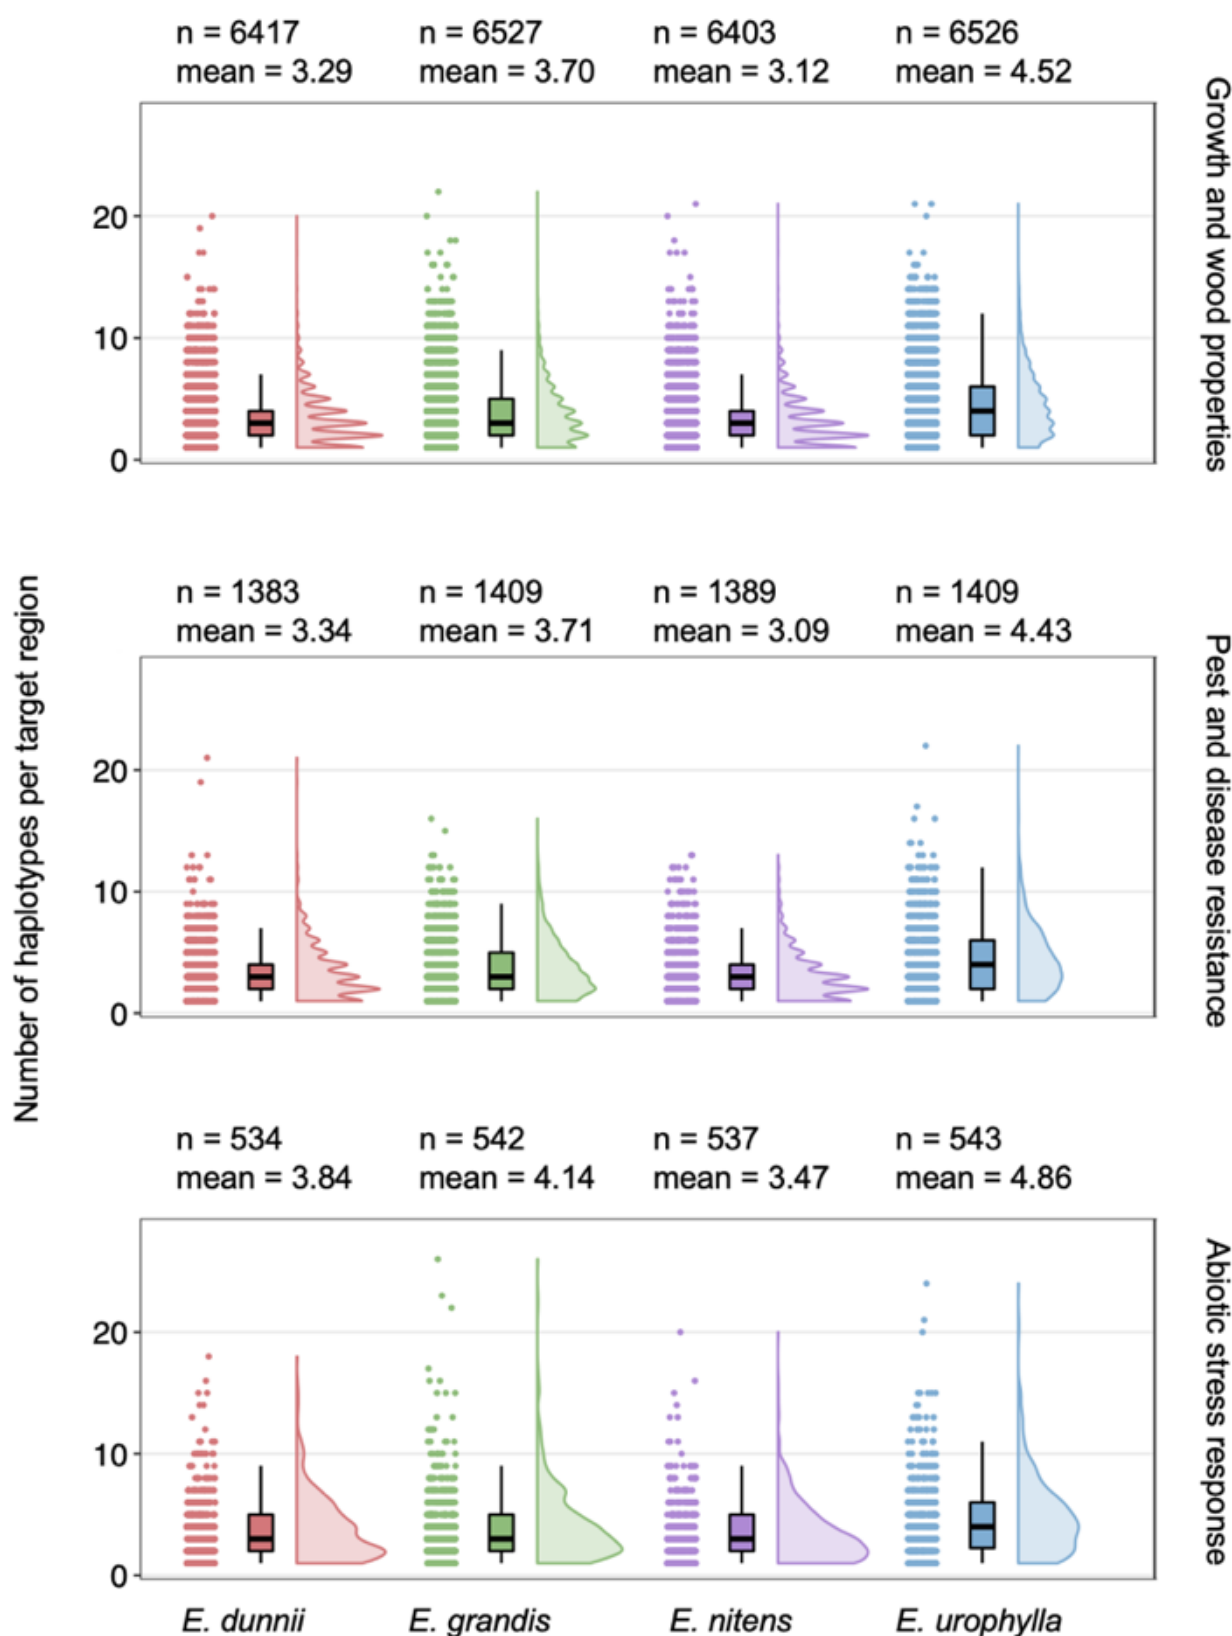 n = 6417 n = 6527 n = 6403 n = 6526
mean = 3.29 mean = 3.70 mean = 3.12 mean = 4.52
20
10
0
Growth and wood properties
n = 1383 n = 1409 n = 1389 n = 1409
mean = 3.34 mean = 3.71 mean = 3.09 mean = 4.43
Number of haplotypes per target region
20
10
0
Pest and disease resistance
n = 534 n = 542 n = 537 n = 543
mean = 3.84 mean = 4.14 mean = 3.47 mean = 4.86
20
10
0
Abiotic stress response
E. dunnii E. grandis E. nitens E. urophylla